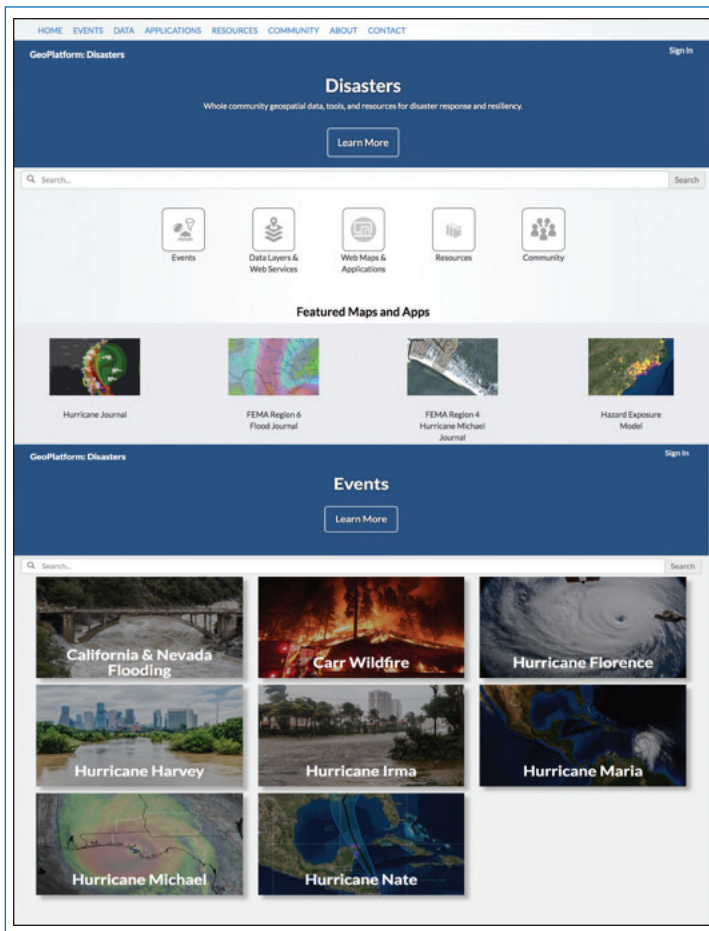 HOME EVENTS DATA APPLICATIONS RESOURCES COMMUNITY ABOUT CONTACT
GeoPlatform: Disasters
Sign In
Disasters
Whole community geospatial data, tools, and resources for disaster response and resiliency.
Learn More
Search...
Search
Events
Data Layers &
Web Services
Web Maps &
Applications
Resources
Community
Featured Maps and Apps
Hurricane Journal
FEMA Region 6
Flood Journal
FEMA Region 4
Hurricane Michael
Journal
Hazard Exposure
Model
GeoPlatform: Disasters
Sign In
Events
Learn More
Search...
Search
California & Nevada
Flooding
Carr Wildfire
Hurricane Florence
Hurricane Harvey
Hurricane Irma
Hurricane Maria
Hurricane Michael
Hurricane Nate